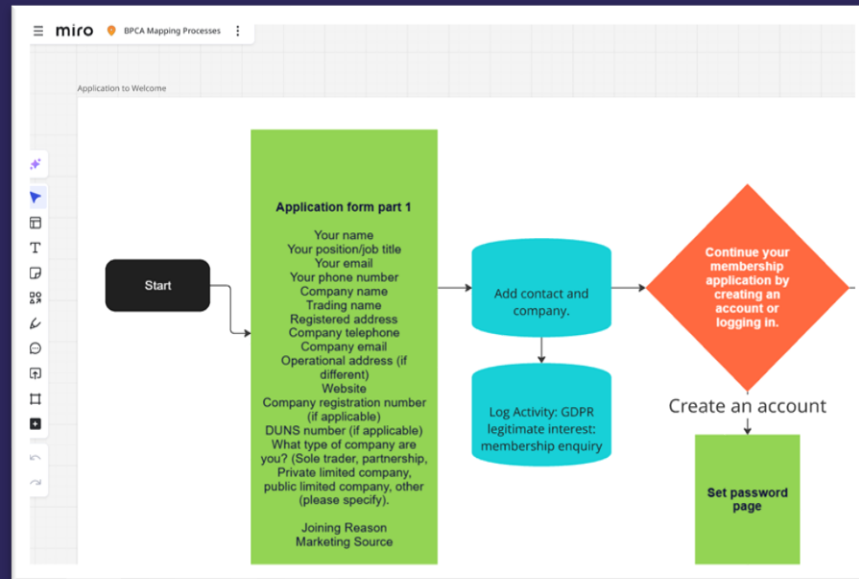 miro
BPCA Mapping Processes
Application to Welcome
Start
Application form part 1
Your name
Your position/job title
Your email
Your phone number
Company name
Trading name
Registered address
Company telephone
Company email
Operational address (if
different)
Website
Company registration number
(if applicable)
DUNS number (if applicable)
What type of company are
you? (Sole trader, partnership,
Private limited company,
public limited company, other
(please specify).
Joining Reason
Marketing Source
Add contact and
company.
Log Activity: GDPR
legitimate interest:
membership enquiry
Continue your
membership
application by
creating an
account or
logging in.
Create an account
Set password
page